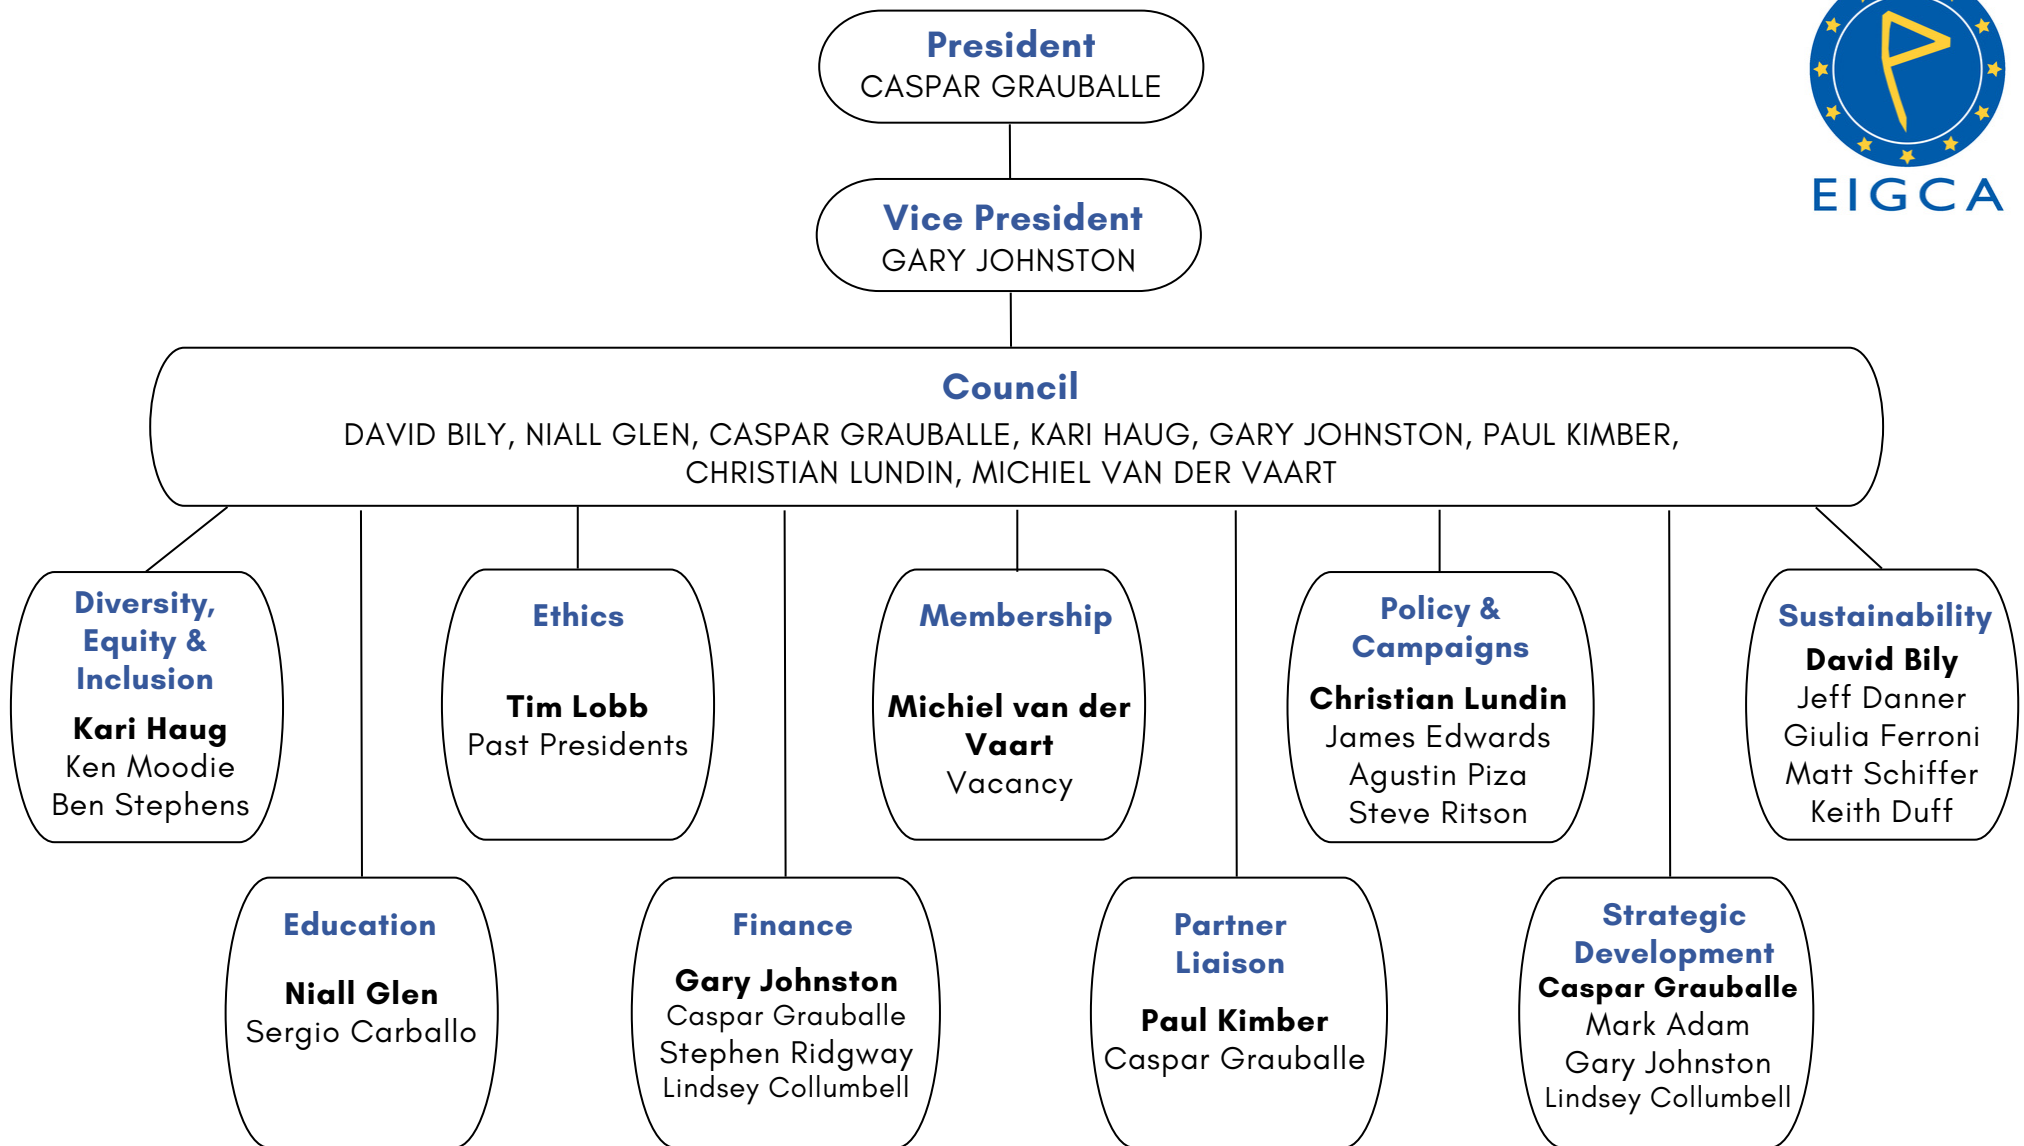 President
CASPAR GRAUBALLE
EIGCA
Vice President
GARY JOHNSTON
Council
DAVID BILY, NIALL GLEN, CASPAR GRAUBALLE, KARI HAUG, GARY JOHNSTON, PAUL KIMBER,
CHRISTIAN LUNDIN, MICHIEL VAN DER VAART
Diversity,
Equity &
Inclusion
Kari Haug
Ken Moodie
Ben Stephens
Ethics
Tim Lobb
Past Presidents
Membership
Michiel van der
Vaart
Vacancy
Policy &
Campaigns
Christian Lundin
James Edwards
Agustin Piza
Steve Ritson
Sustainability
David Bily
Jeff Danner
Giulia Ferroni
Matt Schiffer
Keith Duff
Education
Niall Glen
Sergio Carballo
Finance
Gary Johnston
Caspar Grauballe
Stephen Ridgway
Lindsey Collumbell
Partner
Liaison
Paul Kimber
Caspar Grauballe
Strategic
Development
Caspar Grauballe
Mark Adam
Gary Johnston
Lindsey Collumbell